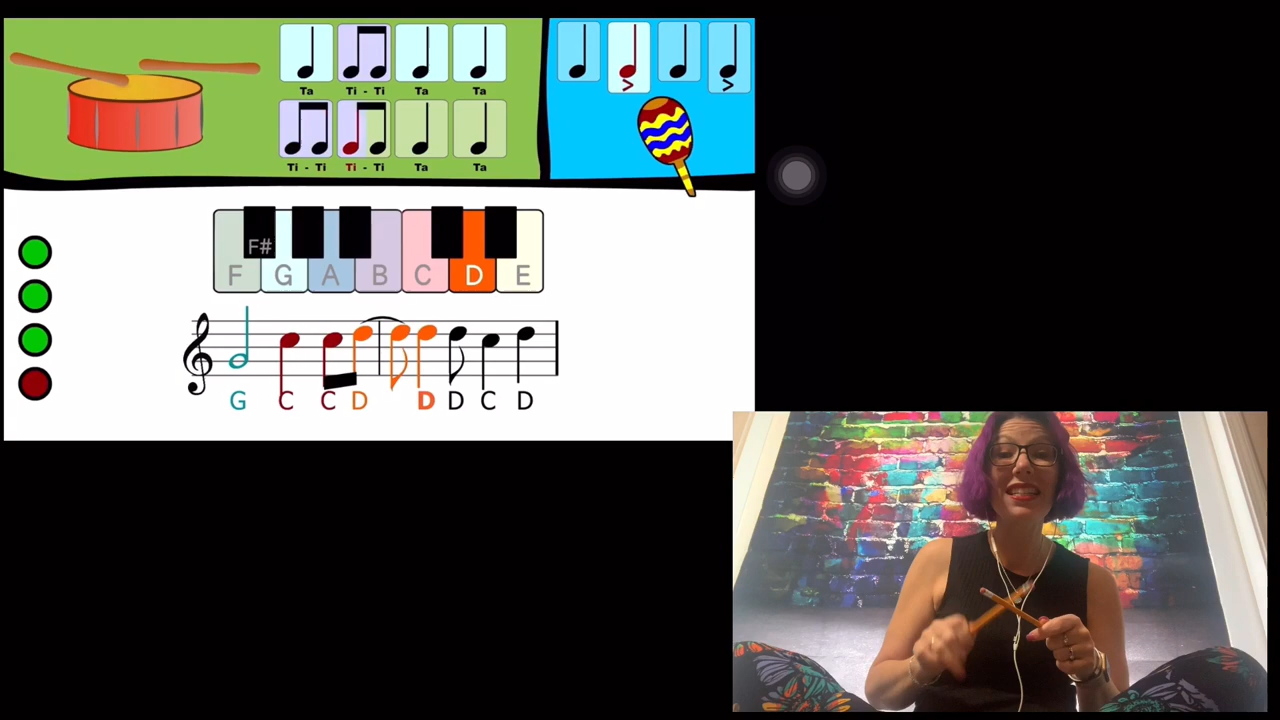 Ta Ti - Ti Ta Ta
Ti - Ti Ti - Ti Ta Ta
F#
F G A B C D E
G C C D D D C D